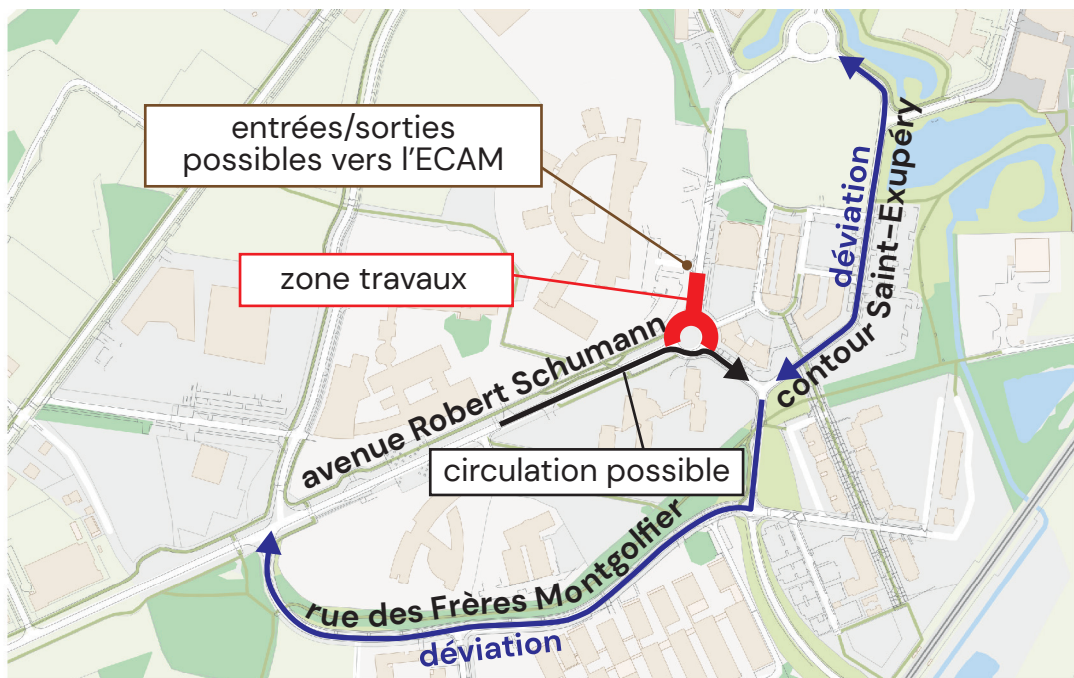 entrées/sorties
possibles vers l’ECAM
zone travaux
déviation
contour Saint-Exupéry
avenue Robert Schumann
circulation possible
rue des Frères Montgolfier
déviation